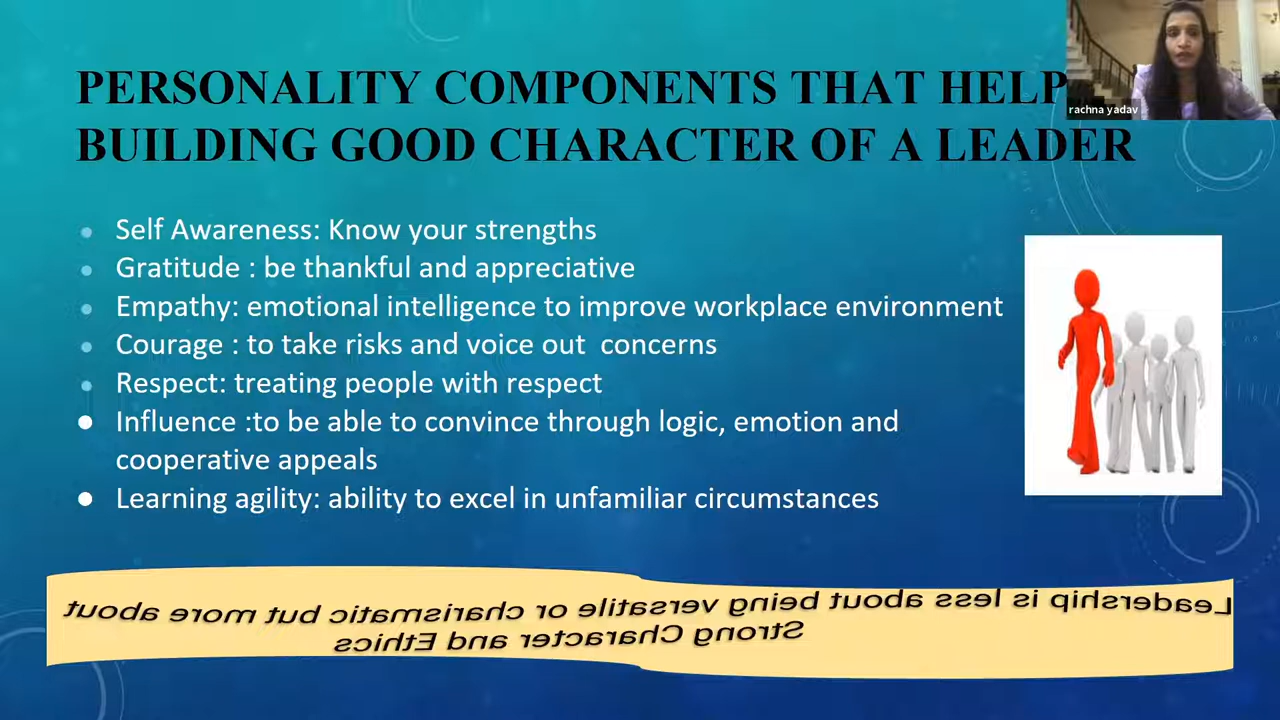 PERSONALITY COMPONENTS THAT HELP
BUILDING GOOD CHARACTER OF A LEADER
rachna yadav
Self Awareness: Know your strengths
Gratitude : be thankful and appreciative
Empathy: emotional intelligence to improve workplace environment
Courage : to take risks and voice out  concerns
Respect: treating people with respect
Influence :to be able to convince through logic, emotion and
cooperative appeals
Learning agility: ability to excel in unfamiliar circumstances
Leadership is less about being versatile or charismatic but more about
Strong Character and Ethics